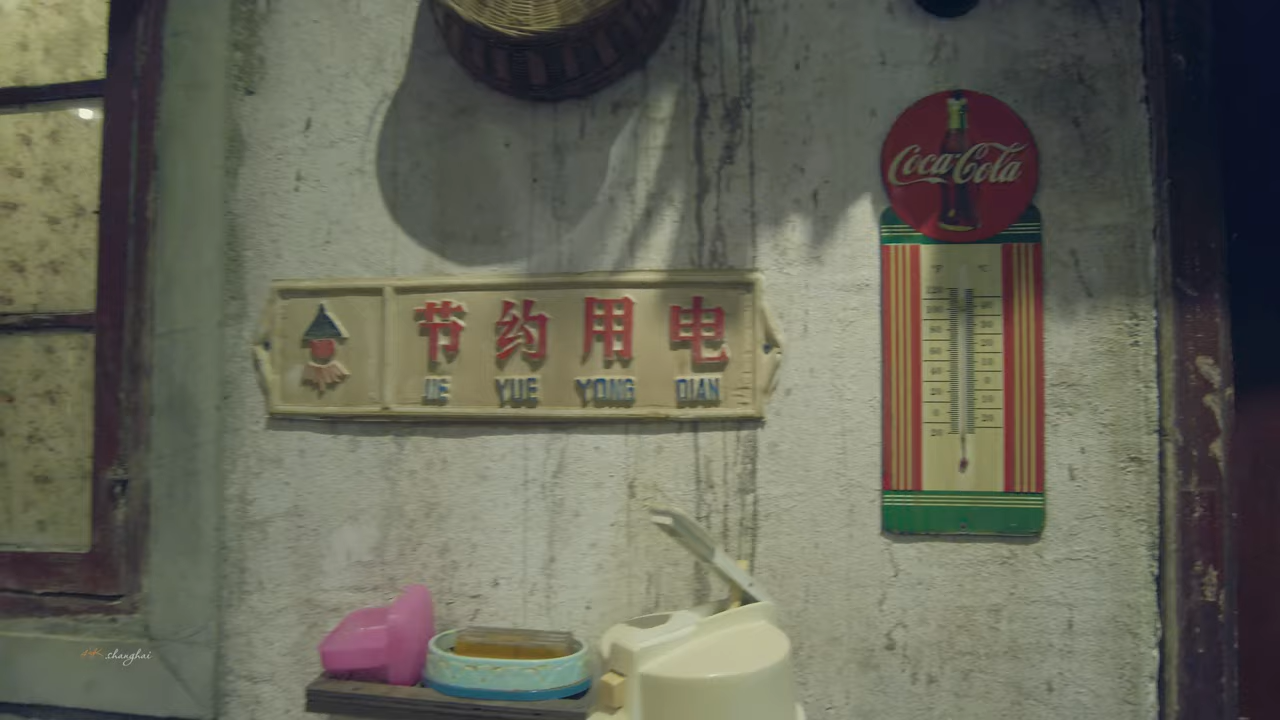 Coca-Cola
节约用电
JIE YUE YONG DIAN
°F °C
shanghai